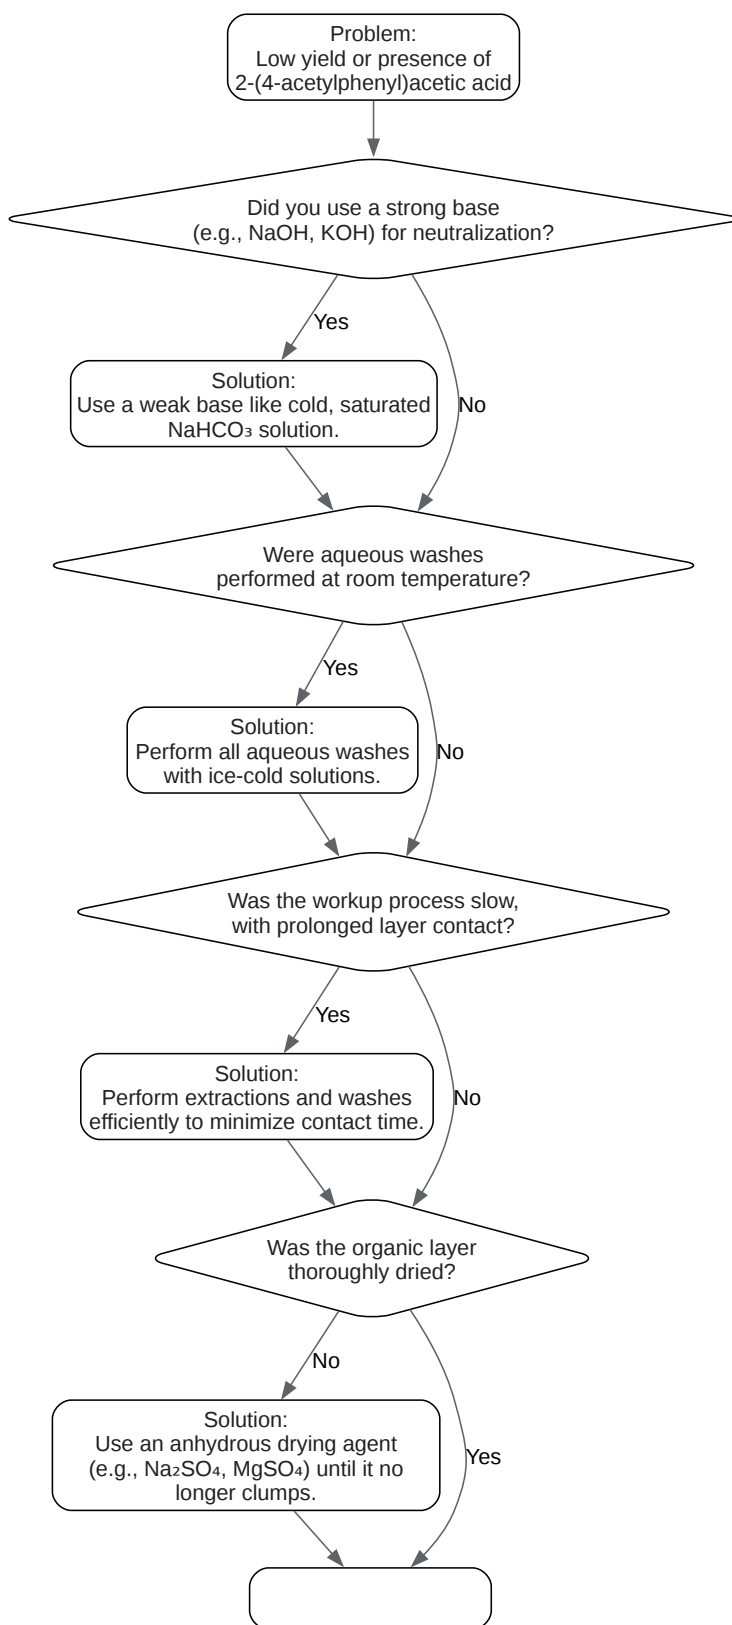 Problem:
Low yield or presence of
2-(4-acetylphenyl)acetic acid
Did you use a strong base
(e.g., NaOH, KOH) for neutralization?
Yes
Solution:
Use a weak base like cold, saturated
NaHCO₃ solution.
No
Were aqueous washes
performed at room temperature?
Yes
Solution:
Perform all aqueous washes
with ice-cold solutions.
No
Was the workup process slow,
with prolonged layer contact?
Yes
Solution:
Perform extractions and washes
efficiently to minimize contact time.
No
Was the organic layer
thoroughly dried?
No
Solution:
Use an anhydrous drying agent
(e.g., Na₂SO₄, MgSO₄) until it no
longer clumps.
Yes